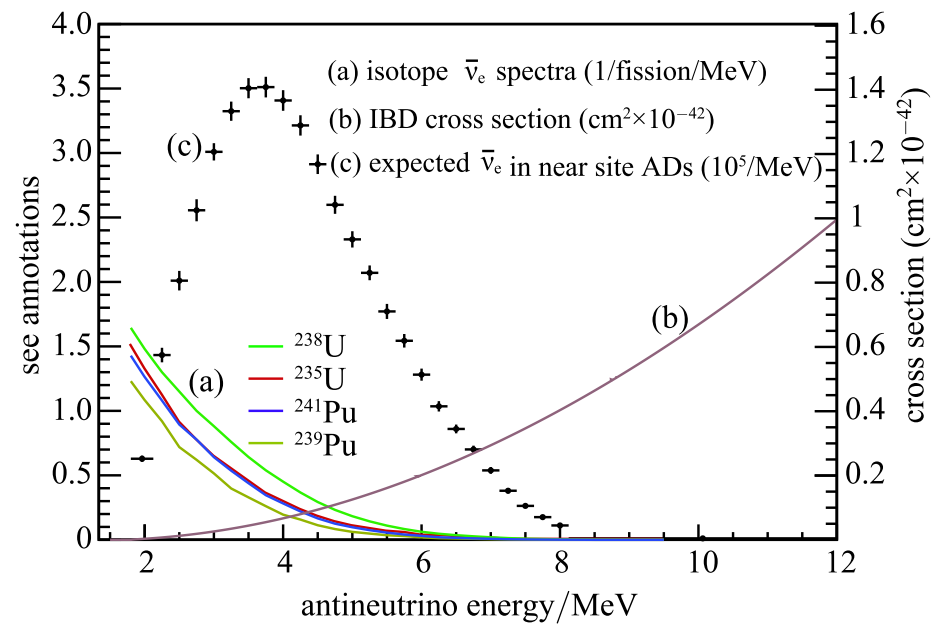 4.0
3.5
3.0
2.5
2.0
1.5
1.0
0.5
0
see annotations
1.6
1.4
1.2
1
0.8
0.6
0.4
0.2
0
cross section (cm²×10⁻⁴²)
(a) isotope ν̄ₑ spectra (1/fission/MeV)
(b) IBD cross section (cm²×10⁻⁴²)
(c) expected ν̄ₑ in near site ADs (10⁵/MeV)
(c)
(b)
(a)
²³⁸U
²³⁵U
²⁴¹Pu
²³⁹Pu
2 4 6 8 10 12
antineutrino energy/MeV